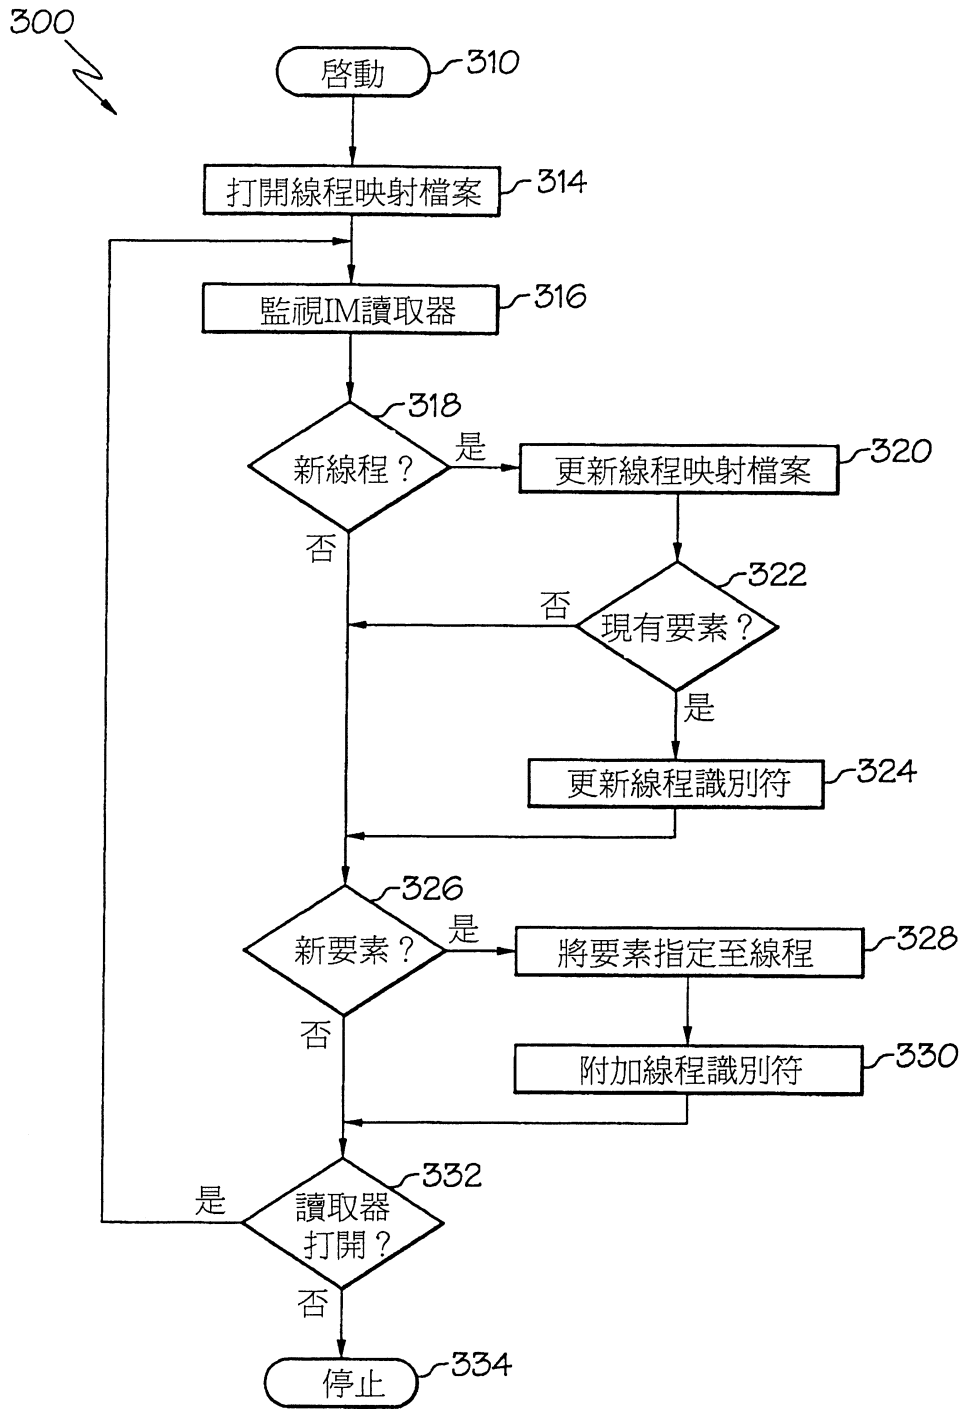 300
啓動
310
打開線程映射檔案
314
監視IM讀取器
316
318
新線程?
是
更新線程映射檔案
320
否
322
現有要素?
否
是
更新線程識別符
324
326
新要素?
是
將要素指定至線程
328
否
附加線程識別符
330
332
讀取器
打開?
是
否
停止
334